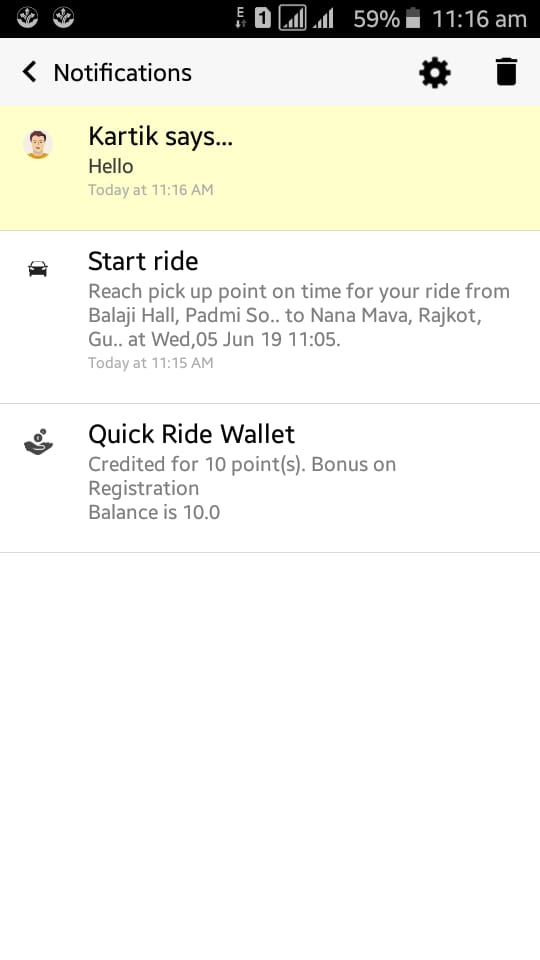 E 1 59% 11:16 am
Notifications
Kartik says...
Hello
Today at 11:16 AM
Start ride
Reach pick up point on time for your ride from
Balaji Hall, Padmi So.. to Nana Mava, Rajkot,
Gu.. at Wed,05 Jun 19 11:05.
Today at 11:15 AM
Quick Ride Wallet
Credited for 10 point(s). Bonus on
Registration
Balance is 10.0